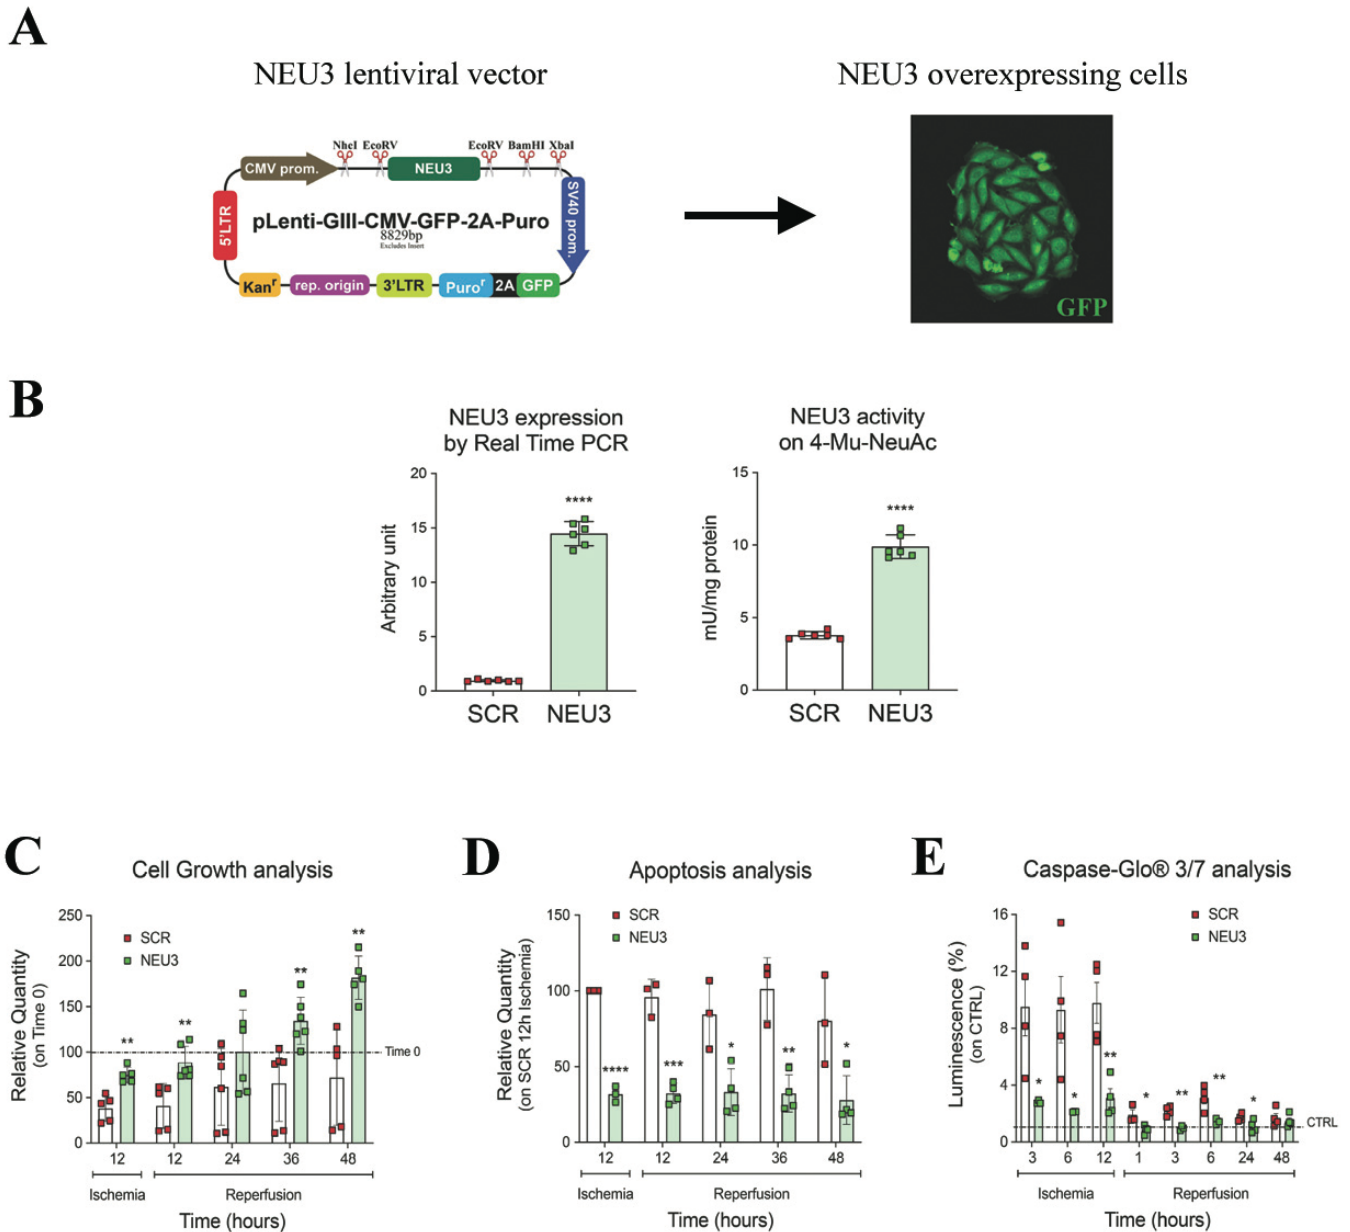 A
NEU3 lentiviral vector
NEU3 overexpressing cells
NheI EcoRV EcoRV BamHI XbaI
CMV prom.
NEU3
5'LTR
SV40 prom.
pLenti-GIII-CMV-GFP-2A-Puro
8829bp
Excludes Insert
Kanr rep. origin 3'LTR Puror 2A GFP
GFP
B
NEU3 expression
by Real Time PCR
Arbitrary unit
20
15
10
5
0
****
SCR NEU3
NEU3 activity
on 4-Mu-NeuAc
mU/mg protein
15
10
5
0
****
SCR NEU3
C
Cell Growth analysis
Relative Quantity
(on Time 0)
250
200
150
100
50
0
SCR
NEU3
** ** ** **
Time 0
12 12 24 36 48
Ischemia Reperfusion
Time (hours)
D
Apoptosis analysis
Relative Quantity
(on SCR 12h Ischemia)
150
100
50
0
SCR
NEU3
**** *** * ** *
12 12 24 36 48
Ischemia Reperfusion
Time (hours)
E
Caspase-Glo® 3/7 analysis
Luminescence (%)
(on CTRL)
16
12
8
4
0
SCR
NEU3
* * ** * ** ** *
CTRL
3 6 12 1 3 6 24 48
Ischemia Reperfusion
Time (hours)